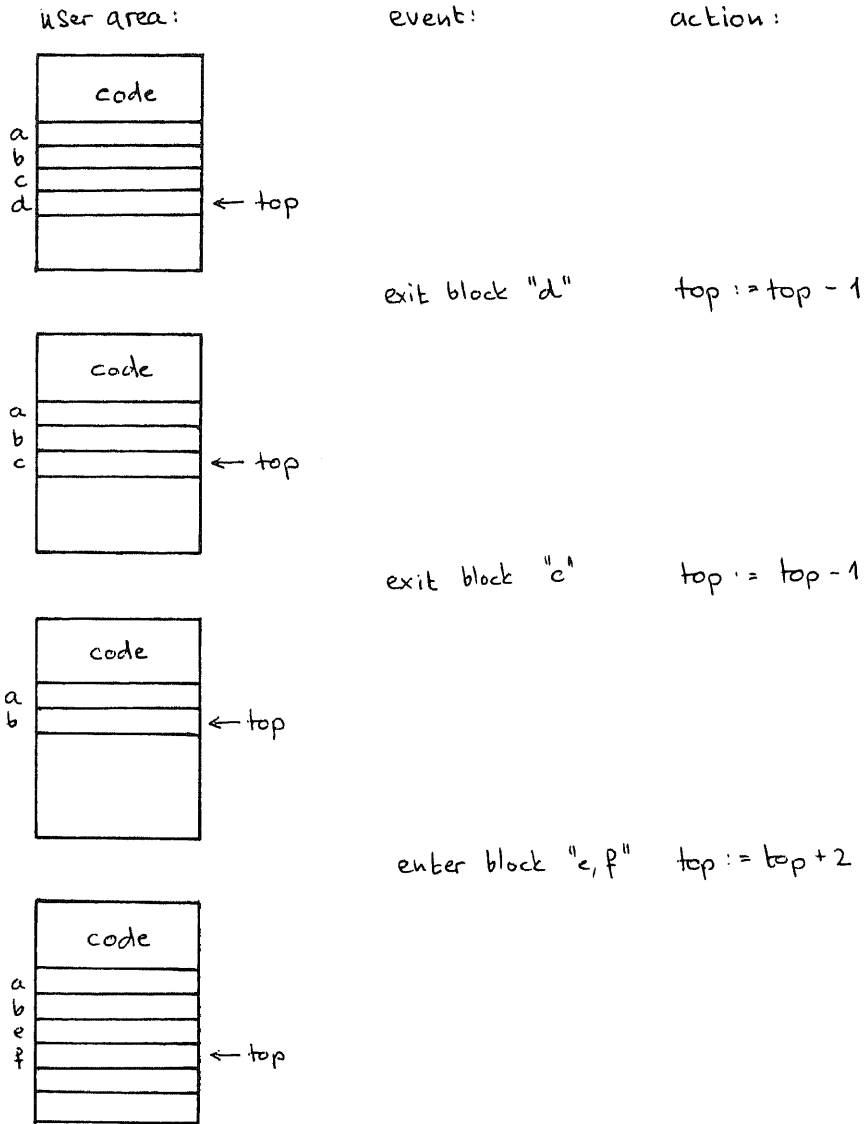 user area: event: action:
code
a
b
c
d ← top
exit block "d" top := top - 1
code
a
b
c ← top
exit block "c" top := top - 1
code
a
b ← top
enter block "e, f" top := top + 2
code
a
b
e
f ← top